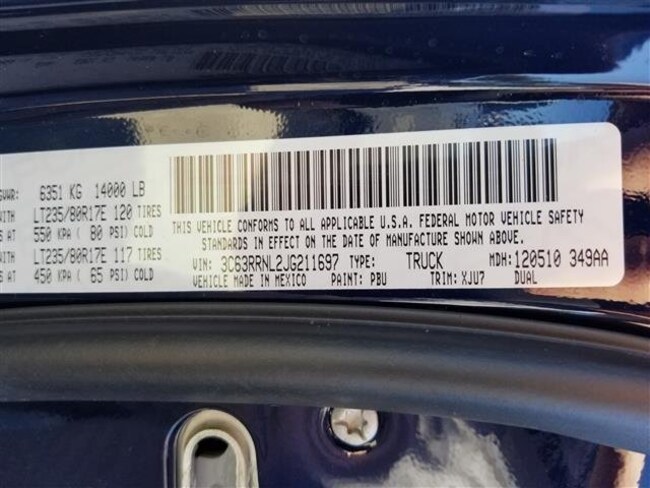 GVWR: 6351 KG 14000 LB
WITH LT235/80R17E 120 TIRES
AT 550 KPA ( 80 PSI) COLD
WITH LT235/80R17E 117 TIRES
AT 450 KPA ( 65 PSI) COLD
THIS VEHICLE CONFORMS TO ALL APPLICABLE U.S.A. FEDERAL MOTOR VEHICLE SAFETY
STANDARDS IN EFFECT ON THE DATE OF MANUFACTURE SHOWN ABOVE.
VIN: 3C63RRNL2JG211697 TYPE: TRUCK MDH:120510 349AA
VEHICLE MADE IN MEXICO PAINT: PBU TRIM: XJU7 DUAL